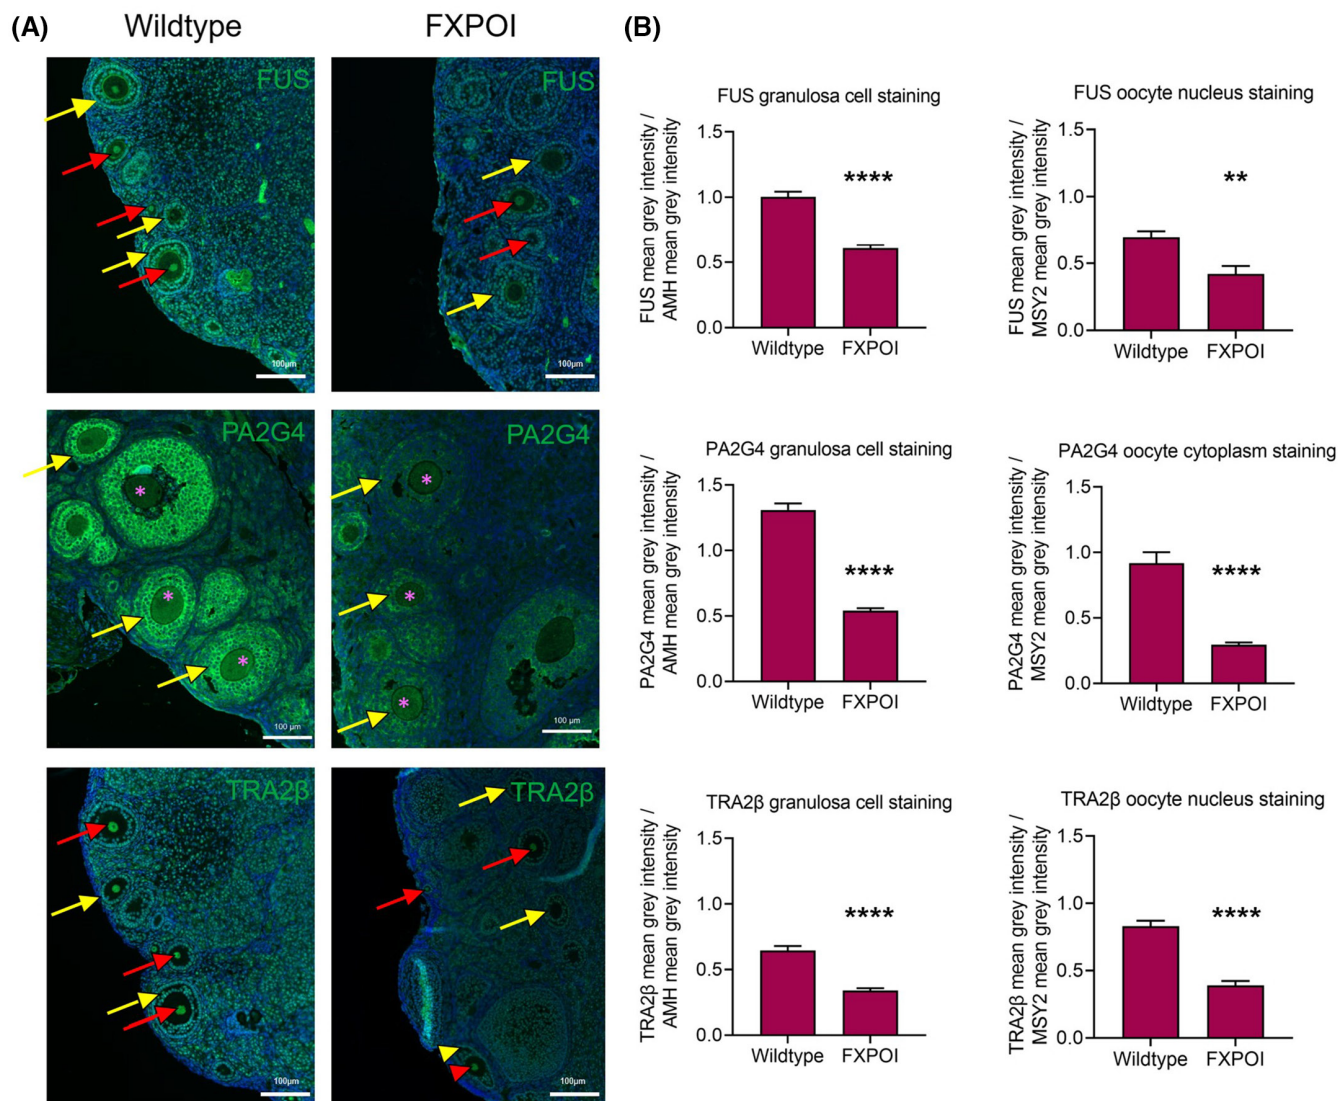 (A) Wildtype FXPOI (B)
FUS
FUS
100μm
100μm
PA2G4
PA2G4
*
*
*
*
*
*
100 μm
100 μm
TRA2β
TRA2β
100μm
100μm
FUS granulosa cell staining
FUS mean grey intensity /
AMH mean grey intensity
1.5
1.0
0.5
0.0
****
Wildtype FXPOI
FUS oocyte nucleus staining
FUS mean grey intensity /
MSY2 mean grey intensity
1.5
1.0
0.5
0.0
**
Wildtype FXPOI
PA2G4 granulosa cell staining
PA2G4 mean grey intensity /
AMH mean grey intensity
1.5
1.0
0.5
0.0
****
Wildtype FXPOI
PA2G4 oocyte cytoplasm staining
PA2G4 mean grey intensity /
MSY2 mean grey intensity
1.5
1.0
0.5
0.0
****
Wildtype FXPOI
TRA2β granulosa cell staining
TRA2β mean grey intensity /
AMH mean grey intensity
1.5
1.0
0.5
0.0
****
Wildtype FXPOI
TRA2β oocyte nucleus staining
TRA2β mean grey intensity /
MSY2 mean grey intensity
1.5
1.0
0.5
0.0
****
Wildtype FXPOI